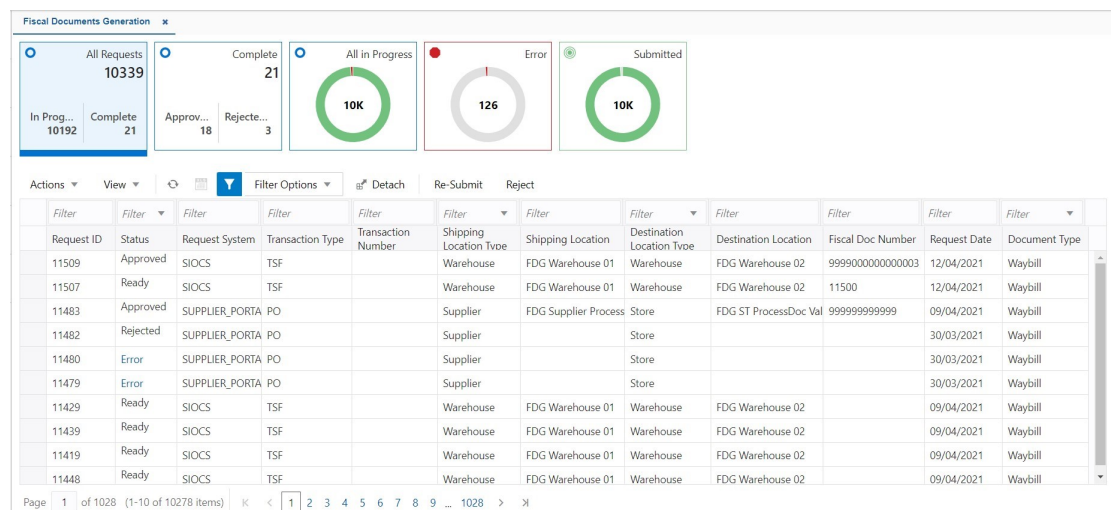 Fiscal Documents Generation ×
All Requests
10339
In Prog... Complete
10192 21
Complete
21
Approv... Rejecte...
18 3
All in Progress
10K
Error
126
Submitted
10K
Actions View Filter Options Detach Re-Submit Reject
Filter Filter Filter Filter Filter Filter Filter Filter Filter Filter Filter Filter
Request ID Status Request System Transaction Type Transaction Number Shipping Location Type Shipping Location Destination Location Type Destination Location Fiscal Doc Number Request Date Document Type
11509 Approved SIOCS TSF Warehouse FDG Warehouse 01 Warehouse FDG Warehouse 02 9999000000000003 12/04/2021 Waybill
11507 Ready SIOCS TSF Warehouse FDG Warehouse 01 Warehouse FDG Warehouse 02 11500 12/04/2021 Waybill
11483 Approved SUPPLIER_PORTA PO Supplier FDG Supplier Process Store FDG ST ProcessDoc Val 999999999999 09/04/2021 Waybill
11482 Rejected SUPPLIER_PORTA PO Supplier Store 30/03/2021 Waybill
11480 Error SUPPLIER_PORTA PO Supplier Store 30/03/2021 Waybill
11479 Error SUPPLIER_PORTA PO Supplier Store 30/03/2021 Waybill
11429 Ready SIOCS TSF Warehouse FDG Warehouse 01 Warehouse FDG Warehouse 02 09/04/2021 Waybill
11439 Ready SIOCS TSF Warehouse FDG Warehouse 01 Warehouse FDG Warehouse 02 09/04/2021 Waybill
11419 Ready SIOCS TSF Warehouse FDG Warehouse 01 Warehouse FDG Warehouse 02 09/04/2021 Waybill
11448 Ready SIOCS TSF Warehouse FDG Warehouse 01 Warehouse FDG Warehouse 02 09/04/2021 Waybill
Page 1 of 1028 (1-10 of 10278 items) 1 2 3 4 5 6 7 8 9 ... 1028